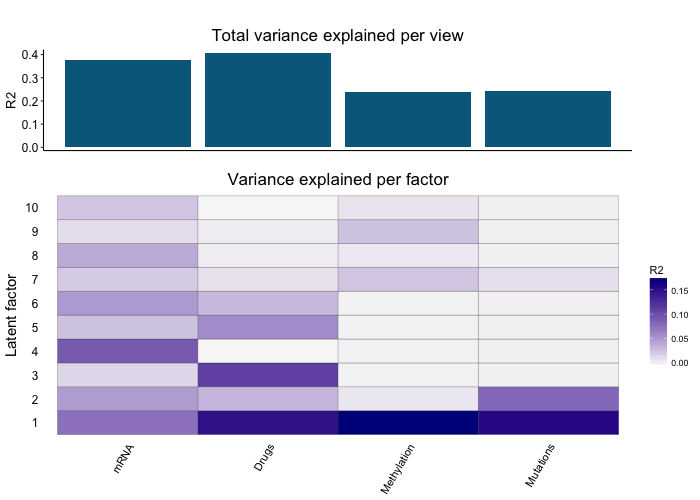 Total variance explained per view
R2
0.4
0.3
0.2
0.1
0.0
Variance explained per factor
Latent factor
10
9
8
7
6
5
4
3
2
1
mRNA
Drugs
Methylation
Mutations
R2
0.15
0.10
0.05
0.00